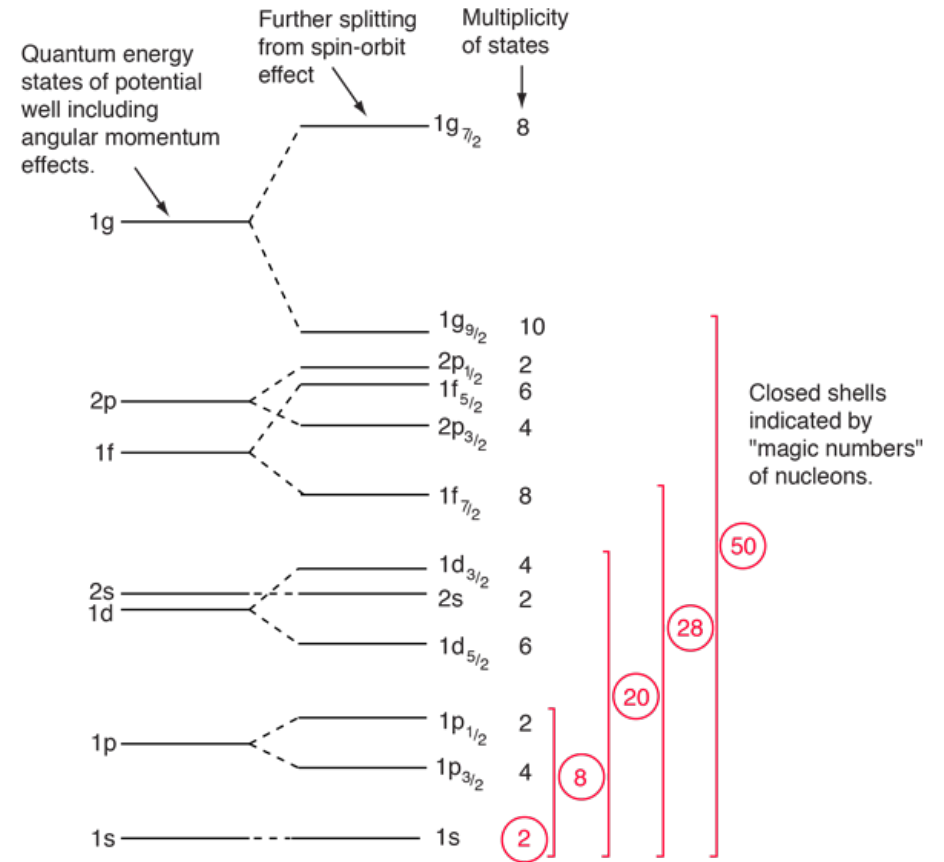 Quantum energy
states of potential
well including
angular momentum
effects.
Further splitting
from spin-orbit
effect
Multiplicity
of states
1g
1g7/2 8
1g9/2 10
2p
2p1/2 2
1f5/2 6
2p3/2 4
1f
1f7/2 8
Closed shells
indicated by
"magic numbers"
of nucleons.
50
2s
1d
1d3/2 4
2s 2
1d5/2 6
28
20
1p
1p1/2 2
1p3/2 4
8
1s
1s 2